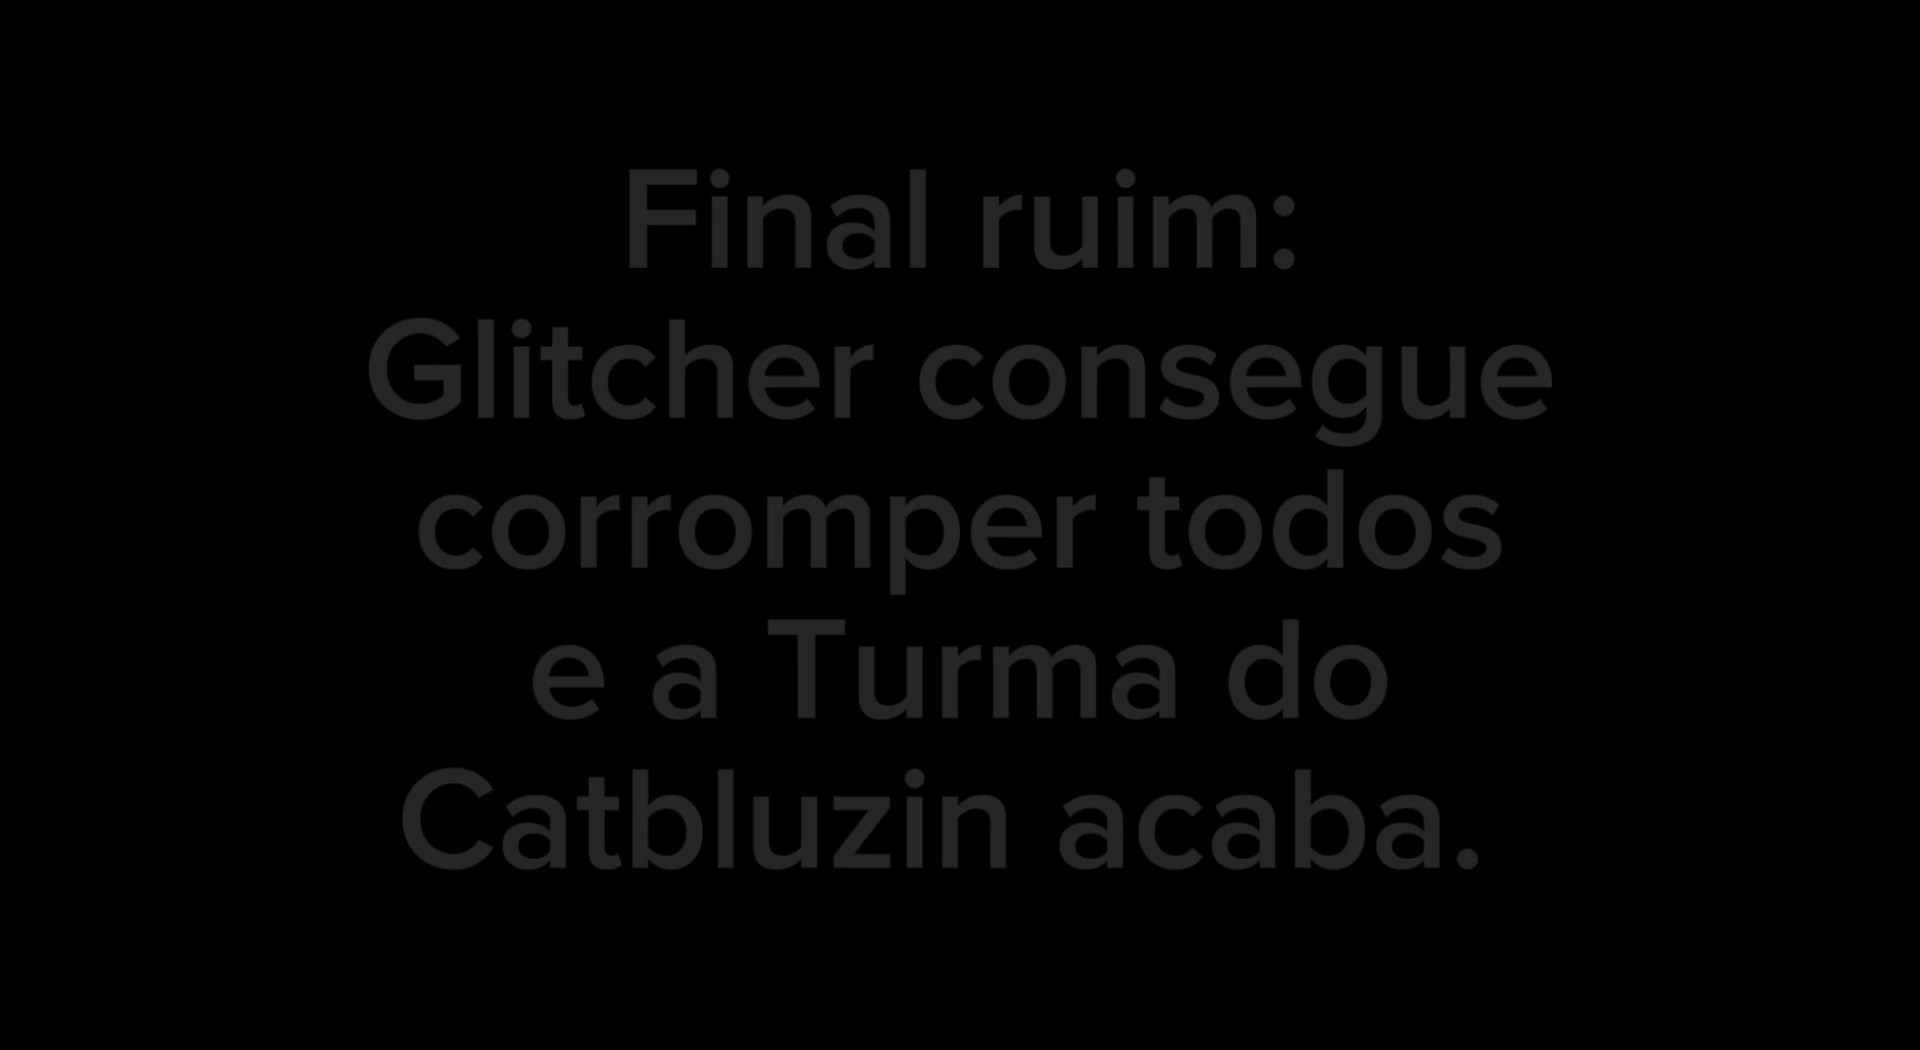 Final ruim:
Glitcher consegue
corromper todos
e a Turma do
Catbluzin acaba.